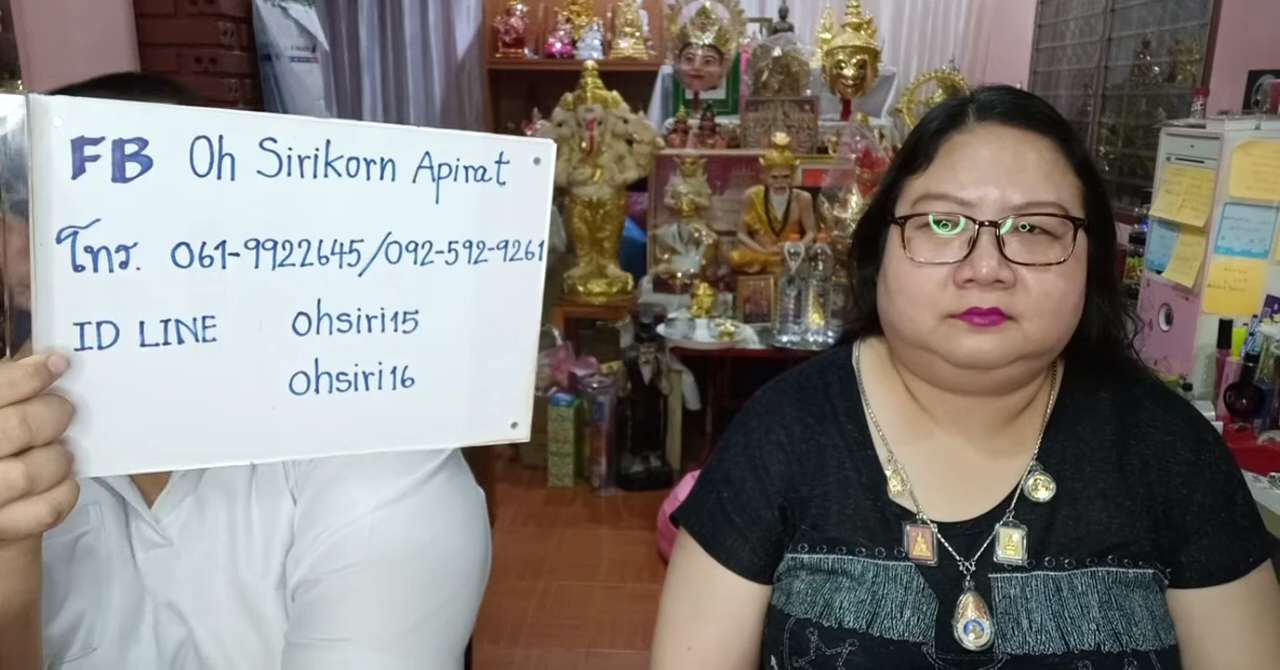 FB Oh Sirikorn Apirat
โทร. 061-9922645/092-592-9261
ID LINE ohsiri15
ohsiri16